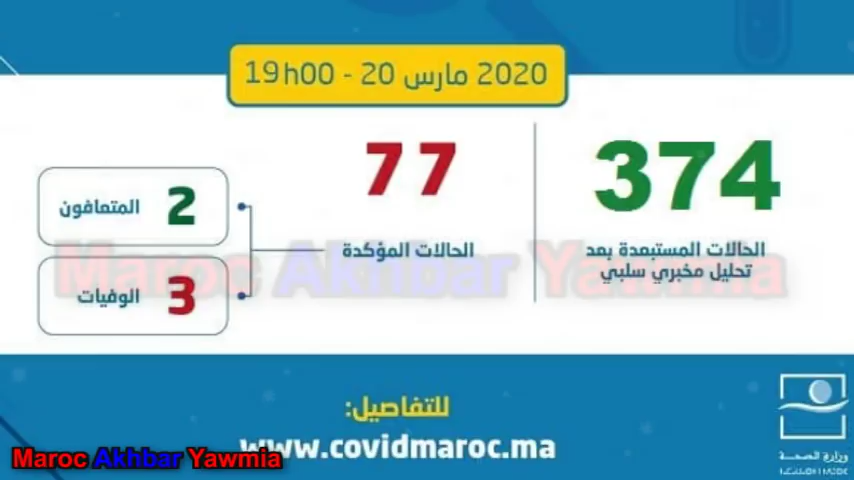 20 مارس 2020 - 19h00
374
الحالات المستبعدة بعد
تحليل مخبري سلبي
77
الحالات المؤكدة
2 المتعافون
3 الوفيات
Maroc Akhbar Yawmia
للتفاصيل:
www.covidmaroc.ma
Maroc Akhbar Yawmia
وزارة الصحة